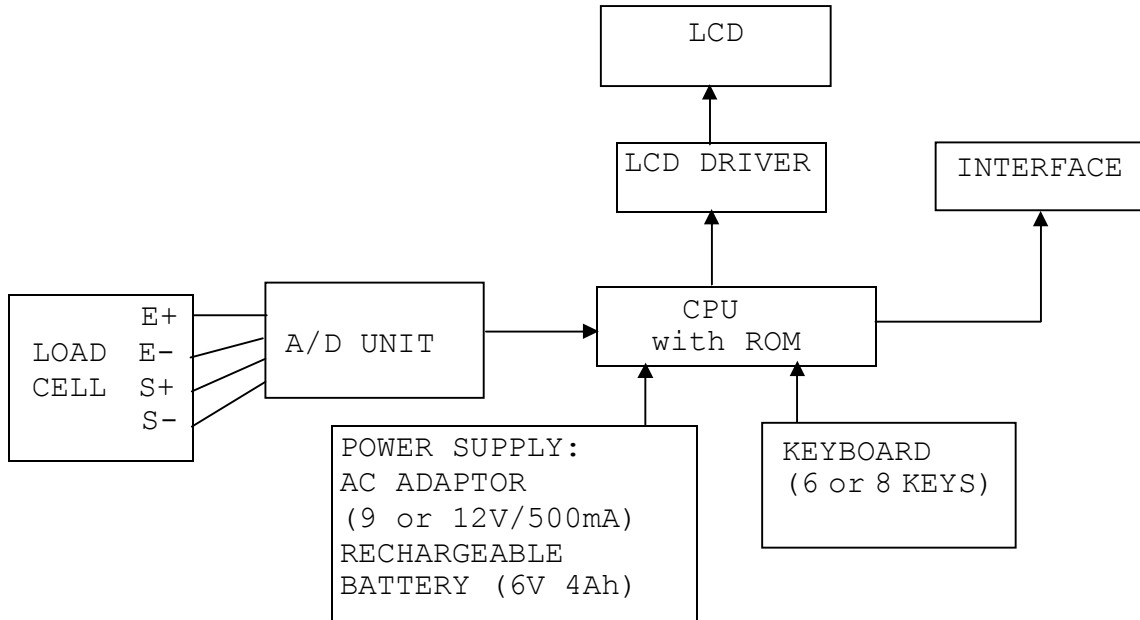 LCD
LCD DRIVER
INTERFACE
LOAD
CELL
E+
E-
S+
S-
A/D UNIT
CPU
with ROM
POWER SUPPLY:
AC ADAPTOR
(9 or 12V/500mA)
RECHARGEABLE
BATTERY (6V 4Ah)
KEYBOARD
(6 or 8 KEYS)